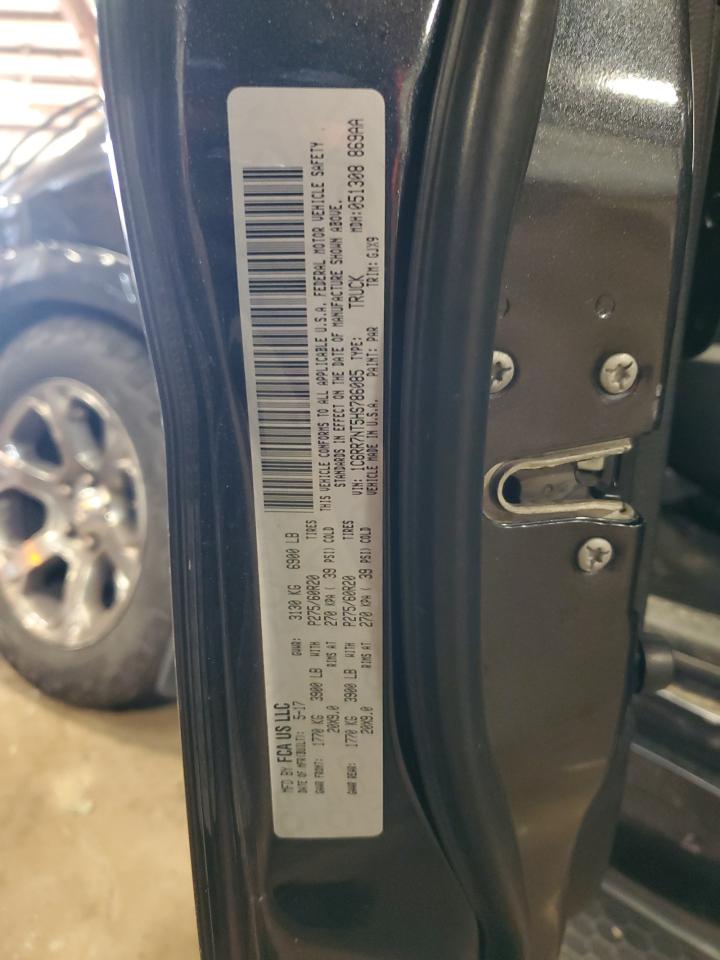 MFD BY FCA US LLC
DATE OF MFR(BUILT): 5-17 GVWR: 3130 KG 6900 LB
GAWR FRONT: 1770 KG 3900 LB WITH P275/60R20 TIRES
20X9.0 RIMS AT 270 KPA ( 39 PSI) COLD
GAWR REAR: 1770 KG 3900 LB WITH P275/60R20 TIRES
20X9.0 RIMS AT 270 KPA ( 39 PSI) COLD
THIS VEHICLE CONFORMS TO ALL APPLICABLE U.S.A. FEDERAL MOTOR VEHICLE SAFETY
STANDARDS IN EFFECT ON THE DATE OF MANUFACTURE SHOWN ABOVE.
VIN: 1C6RR7NT5HS786085 TYPE: TRUCK MDH:051308 869AA
VEHICLE MADE IN U.S.A. PAINT: PAR TRIM: GJX9